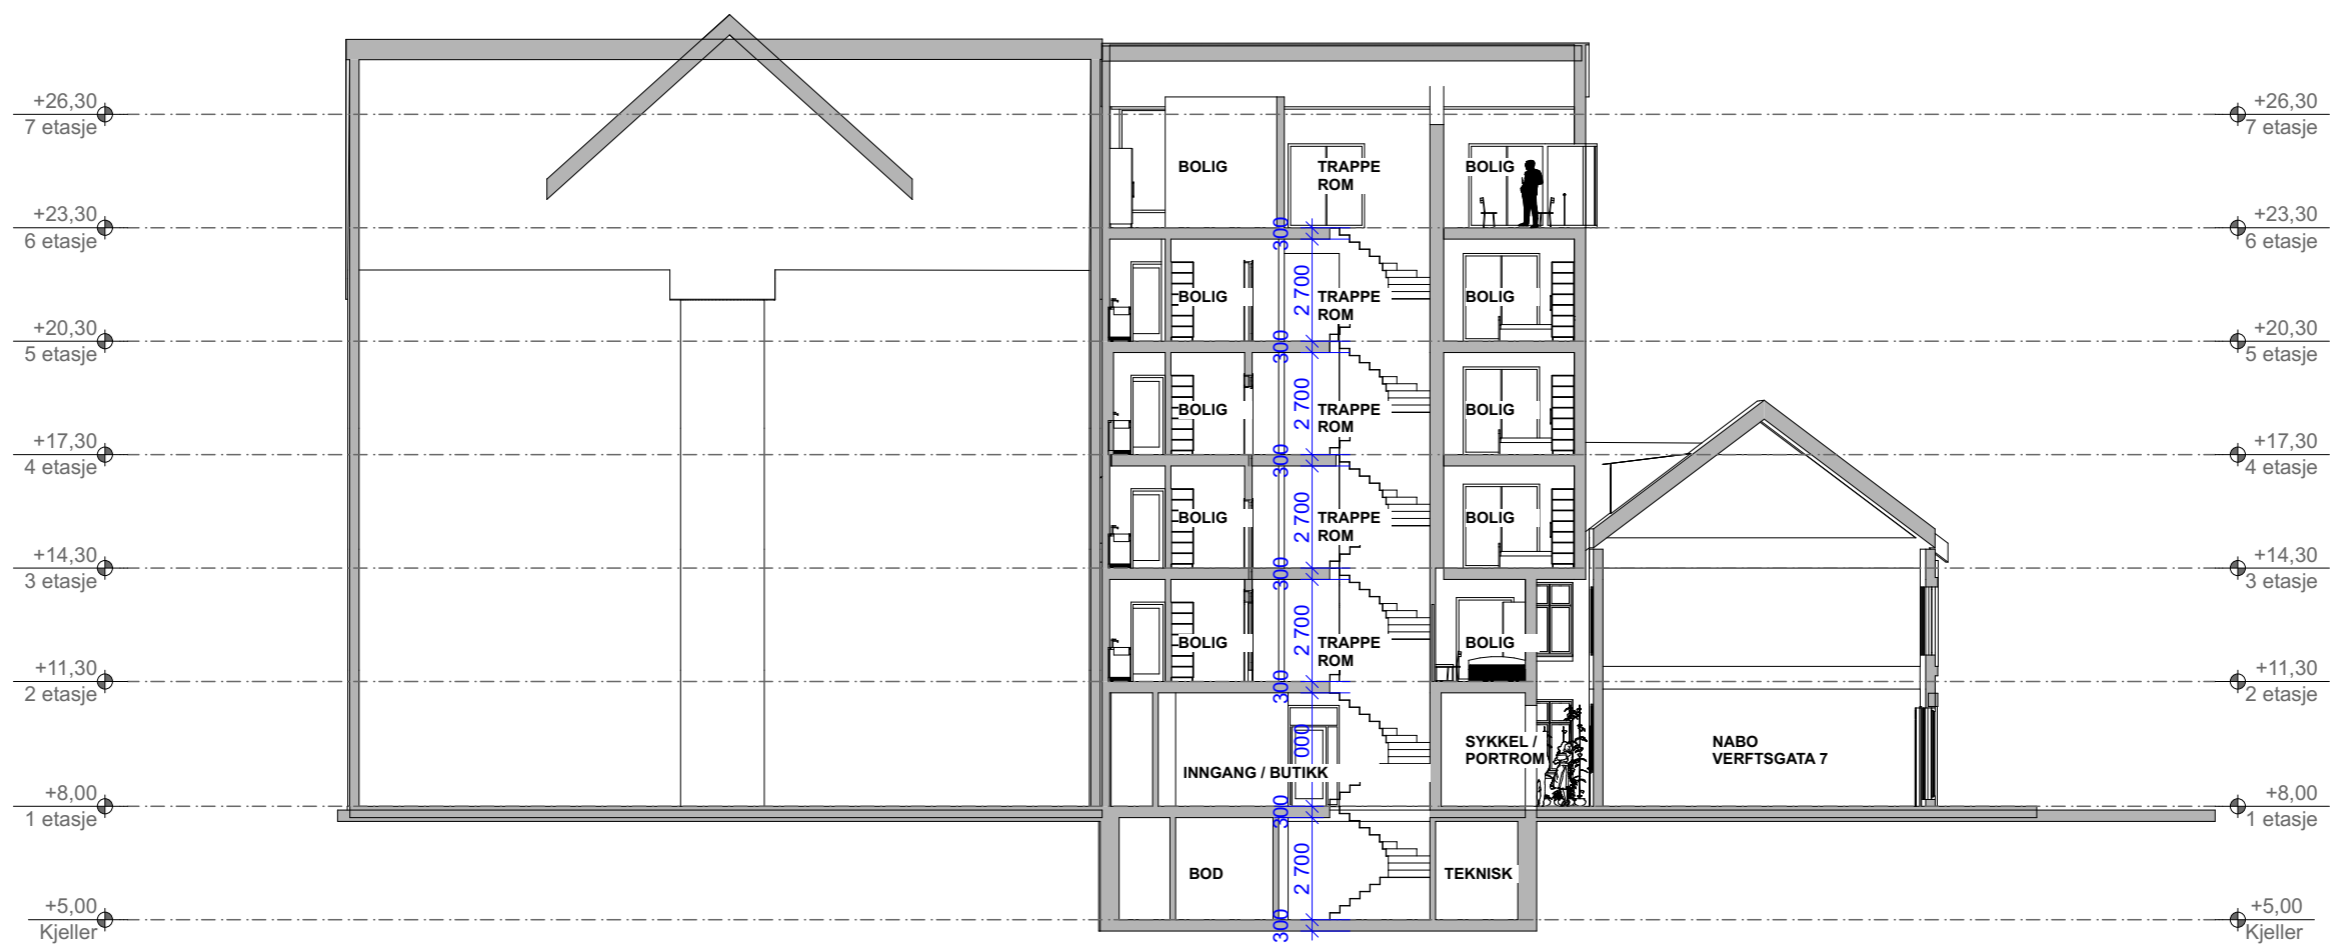 +26,30
7 etasje
+26,30
7 etasje
BOLIG
TRAPPE
ROM
BOLIG
+23,30
6 etasje
300
+23,30
6 etasje
BOLIG
2 700
TRAPPE
ROM
BOLIG
+20,30
5 etasje
300
+20,30
5 etasje
BOLIG
2 700
TRAPPE
ROM
BOLIG
+17,30
4 etasje
300
+17,30
4 etasje
BOLIG
2 700
TRAPPE
ROM
BOLIG
+14,30
3 etasje
300
+14,30
3 etasje
BOLIG
2 700
TRAPPE
ROM
BOLIG
+11,30
2 etasje
300
+11,30
2 etasje
000
INNGANG / BUTIKK
SYKKEL /
PORTROM
NABO
VERFTSGATA 7
+8,00
1 etasje
300
+8,00
1 etasje
BOD
2 700
TEKNISK
+5,00
Kjeller
300
+5,00
Kjeller